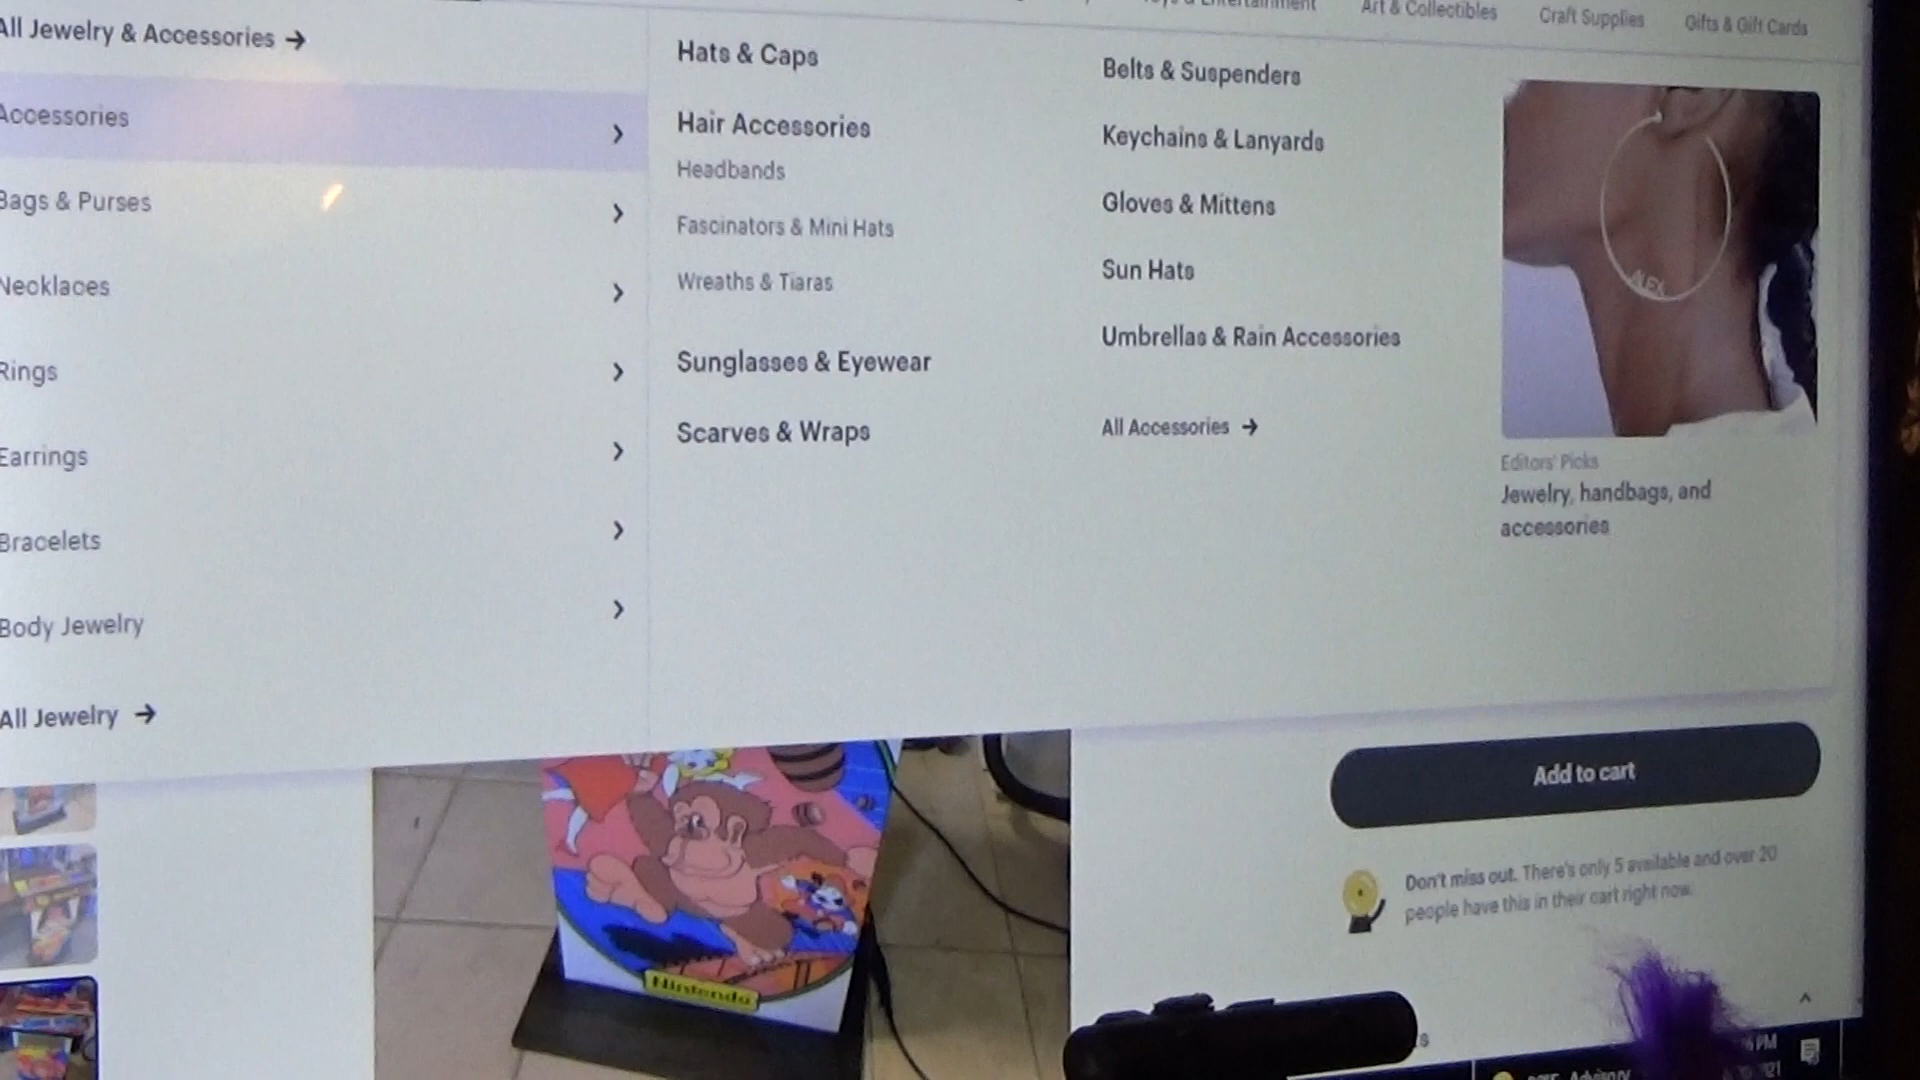 Entertainment
Art & Collectibles
Craft Supplies
Gifts & Gift Cards
All Jewelry & Accessories →
Accessories
Bags & Purses
Necklaces
Rings
Earrings
Bracelets
Body Jewelry
All Jewelry →
Hats & Caps
Hair Accessories
Headbands
Fascinators & Mini Hats
Wreaths & Tiaras
Sunglasses & Eyewear
Scarves & Wraps
Belts & Suspenders
Keychains & Lanyards
Gloves & Mittens
Sun Hats
Umbrellas & Rain Accessories
All Accessories →
ALEX
Editors' Picks
Jewelry, handbags, and
accessories
Add to cart
Don't miss out. There's only 5 available and over 20
people have this in their cart right now.
Nintendo
PM
Advisory